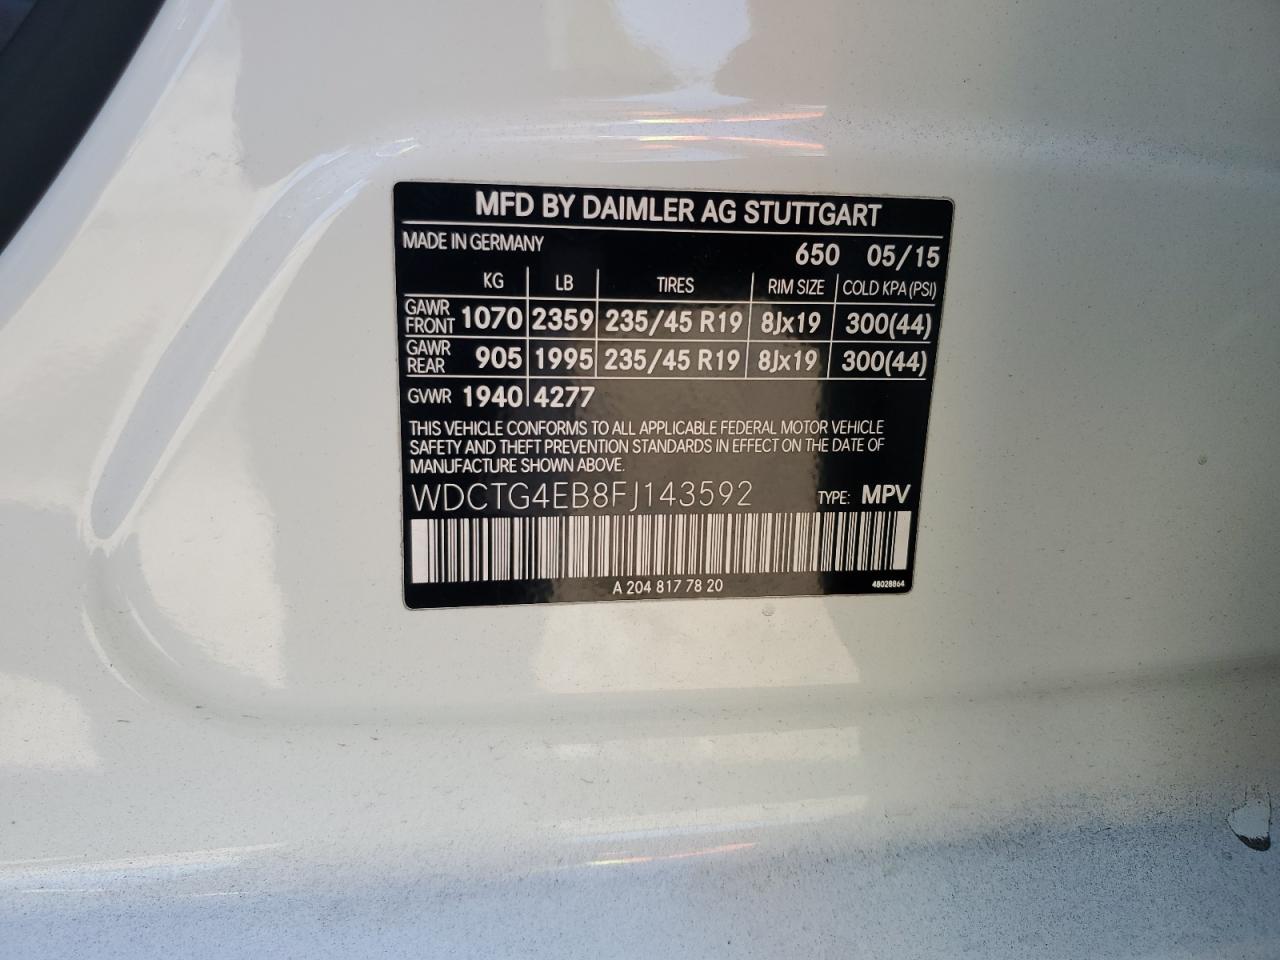 MFD BY DAIMLER AG STUTTGART
MADE IN GERMANY 650 05/15
KG LB TIRES RIM SIZE COLD KPA (PSI)
GAWR FRONT 1070 2359 235/45 R19 8Jx19 300(44)
GAWR REAR 905 1995 235/45 R19 8Jx19 300(44)
GVWR 1940 4277
THIS VEHICLE CONFORMS TO ALL APPLICABLE FEDERAL MOTOR VEHICLE
SAFETY AND THEFT PREVENTION STANDARDS IN EFFECT ON THE DATE OF
MANUFACTURE SHOWN ABOVE.
WDCTG4EB8FJ143592 TYPE: MPV
A 204 817 78 20 48028864